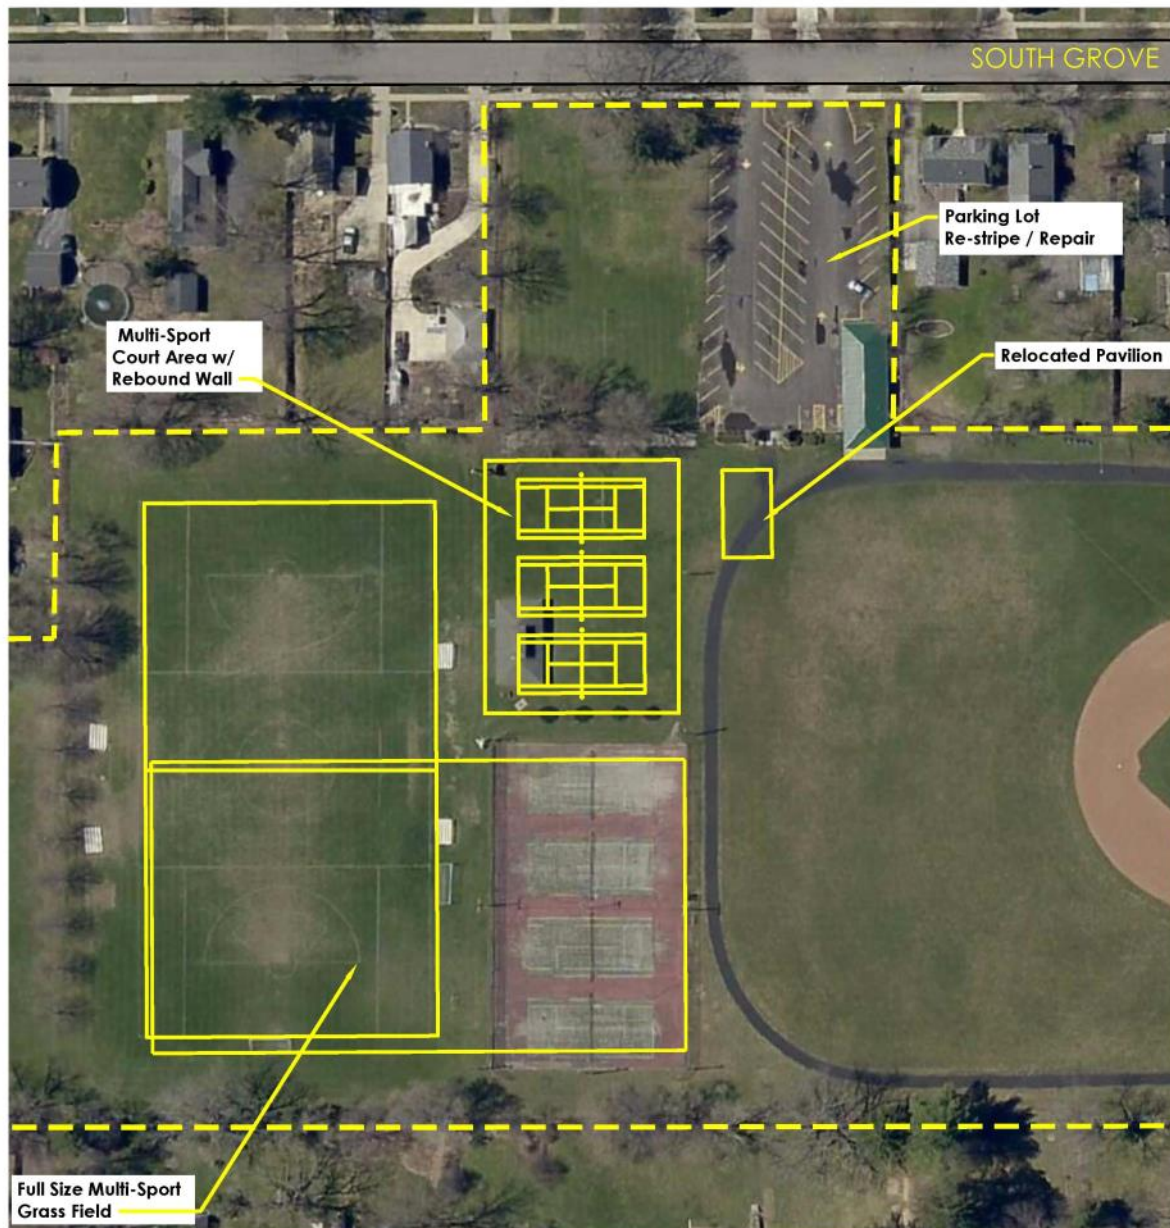 SOUTH GROVE
Parking Lot
Re-stripe / Repair
Multi-Sport
Court Area w/
Rebound Wall
Relocated Pavilion
Full Size Multi-Sport
Grass Field